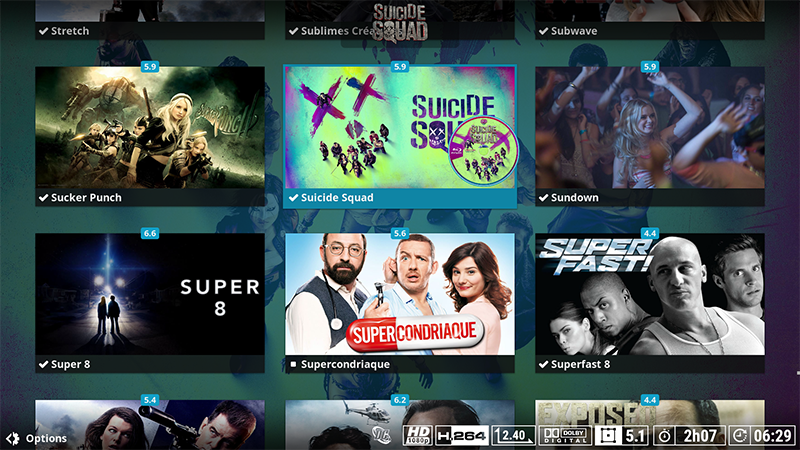 SUICIDE
SQUAD
Stretch
Subwave
5.9
5.9
5.9
SUICIDE
SUICIDE
SQUAD
Sucker Punch
Suicide Squad
Sundown
6.6
5.6
4.4
SUPER
8
SUPERCONDRIAQUE
SUPER
FAST!
Super 8
Supercondriaque
Superfast 8
5.4
6.2
4.4
EXPOSED
Options
DC
HD
1080p
H.264
2.40
DOLBY
DIGITAL
5.1
2h07
06:29